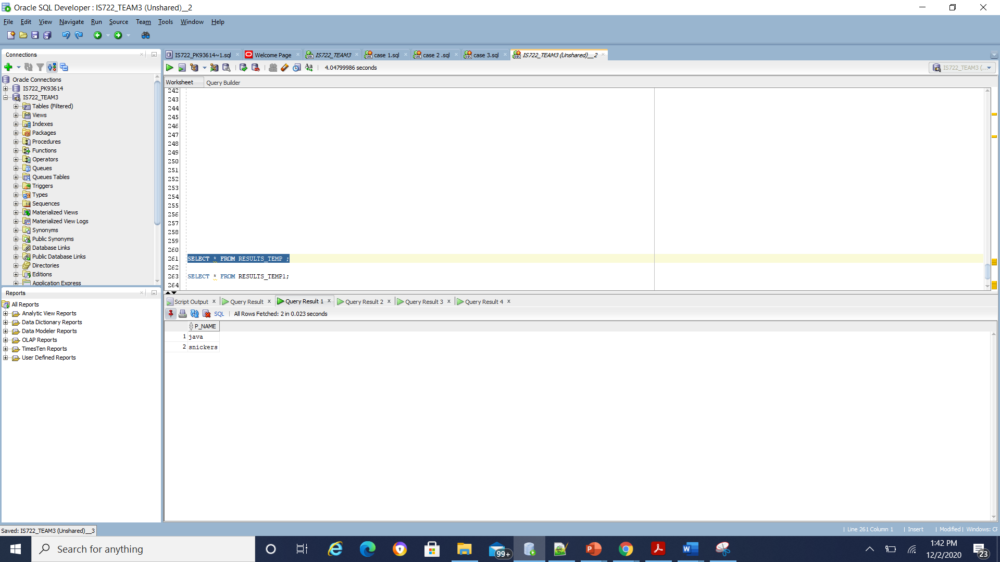 Oracle SQL Developer : IS722_TEAM3 (Unshared)__2
File Edit View Navigate Run Source Team Tools Window Help
Connections
IS722_PK93614~1.sql Welcome Page IS722_TEAM3 case 1.sql case 2 .sql case 3.sql IS722_TEAM3 (Unshared)__2
4.04799986 seconds
IS722_TEAM3 (...
Worksheet Query Builder
Oracle Connections
IS722_PK93614
IS722_TEAM3
Tables (Filtered)
Views
Indexes
Packages
Procedures
Functions
Operators
Queues
Queues Tables
Triggers
Types
Sequences
Materialized Views
Materialized View Logs
Synonyms
Public Synonyms
Database Links
Public Database Links
Directories
Editions
Application Express
242
243
244
245
246
247
248
249
250
251
252
253
254
255
256
257
258
259
260
261 SELECT * FROM RESULTS_TEMP ;
262
263 SELECT * FROM RESULTS_TEMP1;
264
Reports
All Reports
Analytic View Reports
Data Dictionary Reports
Data Modeler Reports
OLAP Reports
TimesTen Reports
User Defined Reports
Script Output Query Result Query Result 1 Query Result 2 Query Result 3 Query Result 4
SQL All Rows Fetched: 2 in 0.023 seconds
P_NAME
1 java
2 snickers
Saved: IS722_TEAM3 (Unshared)__3
Line 261 Column 1 Insert Modified Windows: CF
Search for anything
99+
1:42 PM
12/2/2020
23